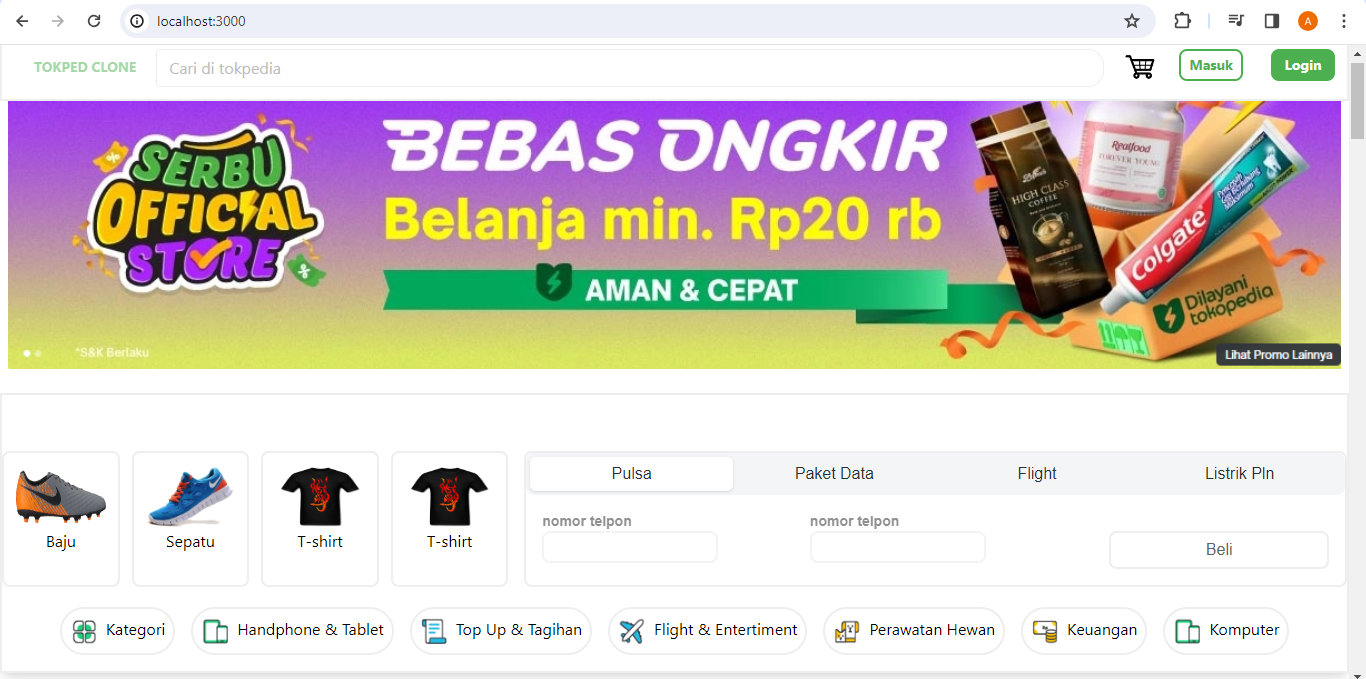 localhost:3000
A
TOKPED CLONE
Cari di tokpedia
Masuk
Login
SERBU
OFFICIAL
STORE
BEBAS ONGKIR
Belanja min. Rp20 rb
AMAN & CEPAT
*S&K Berlaku
HIGH CLASS
COFFEE
Realfood
FOREVER YOUNG
Colgate
Dilayani
tokopedia
Lihat Promo Lainnya
Baju
Sepatu
T-shirt
T-shirt
Pulsa
Paket Data
Flight
Listrik Pln
nomor telpon
nomor telpon
Beli
Kategori
Handphone & Tablet
Top Up & Tagihan
Flight & Entertiment
Perawatan Hewan
Keuangan
Komputer